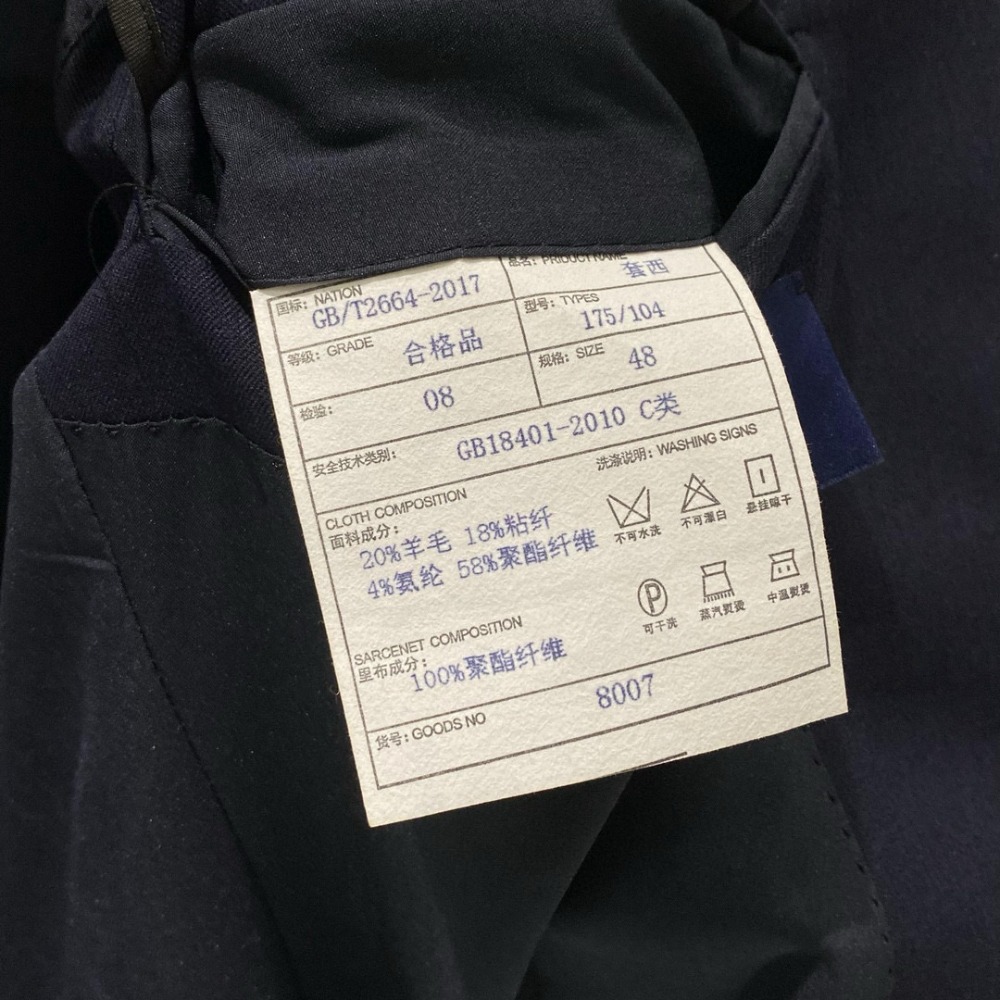 国标: NATION
GB/T2664-2017
品名: PRIDUCT NAME
套西
等级: GRADE
合格品
型号: TYPES
175/104
检验:
08
规格: SIZE
48
安全技术类别:
GB18401-2010 C类
CLOTH COMPOSITION
面料成分:
20%羊毛 18%粘纤
4%氨纶 58%聚酯纤维
洗涤说明: WASHING SIGNS
不可水洗
不可漂白
悬挂晾干
P
可干洗
蒸汽熨烫
中温熨烫
SARCENET COMPOSITION
里布成分:
100%聚酯纤维
货号: GOODS NO
8007